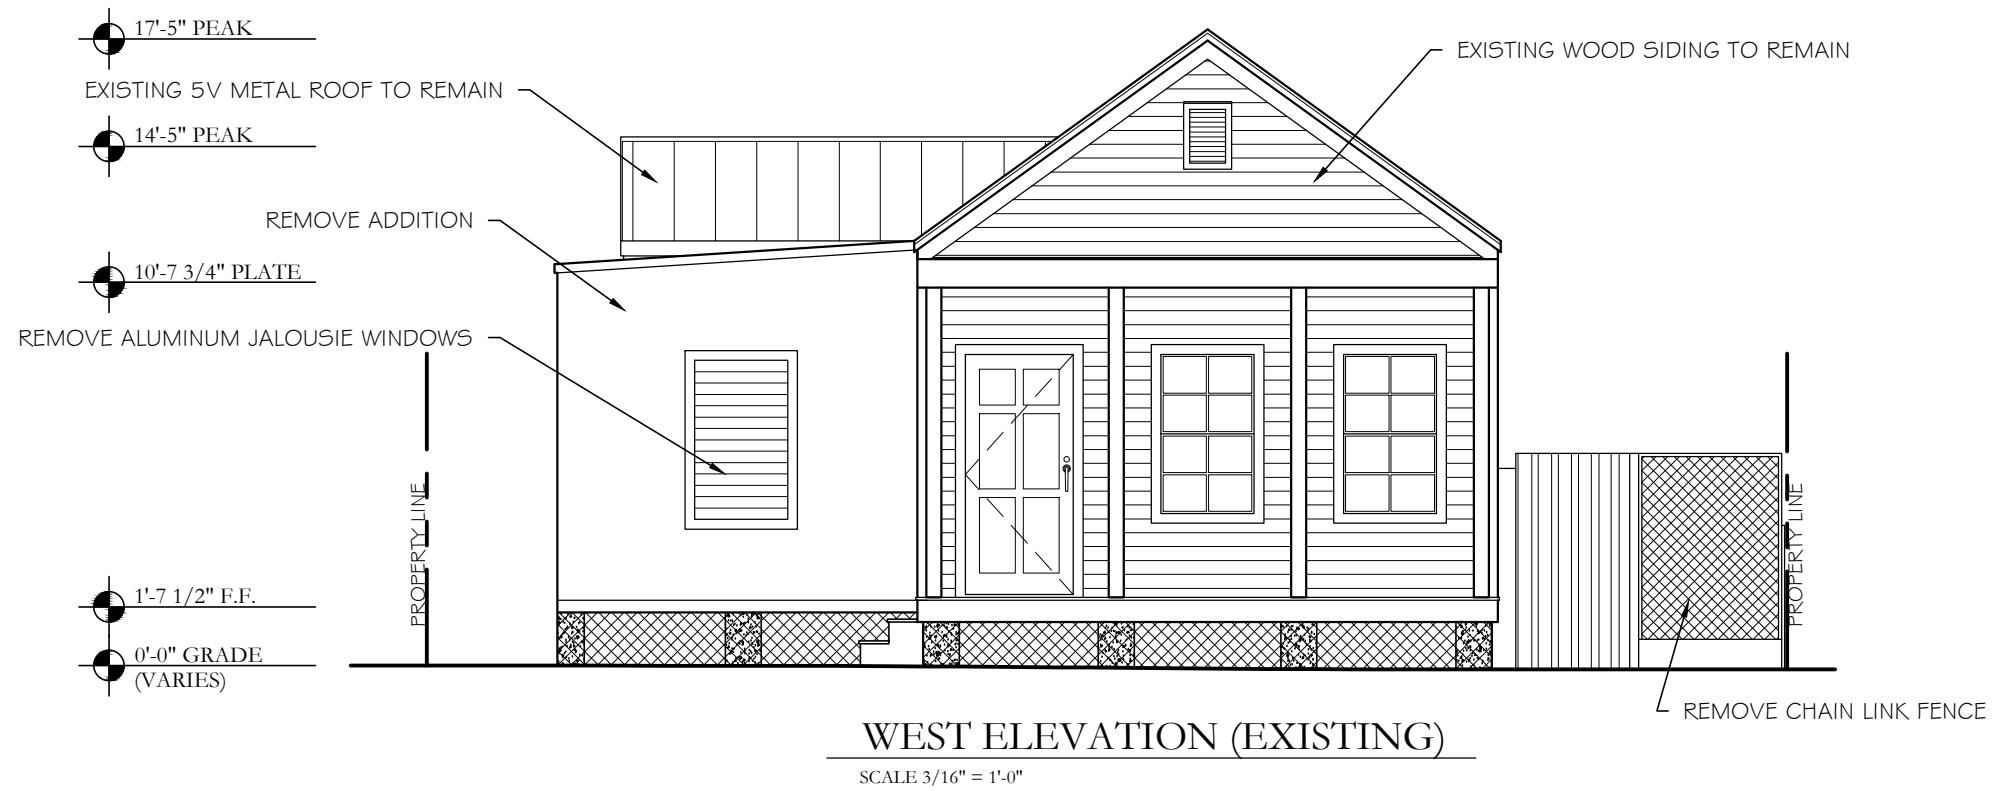 17'-5" PEAK
EXISTING WOOD SIDING TO REMAIN
EXISTING 5V METAL ROOF TO REMAIN
14'-5" PEAK
REMOVE ADDITION
10'-7 3/4" PLATE
REMOVE ALUMINUM JALOUSIE WINDOWS
PROPERTY LINE
PROPERTY LINE
1'-7 1/2" F.F.
0'-0" GRADE
(VARIES)
REMOVE CHAIN LINK FENCE
WEST ELEVATION (EXISTING)
SCALE 3/16" = 1'-0"